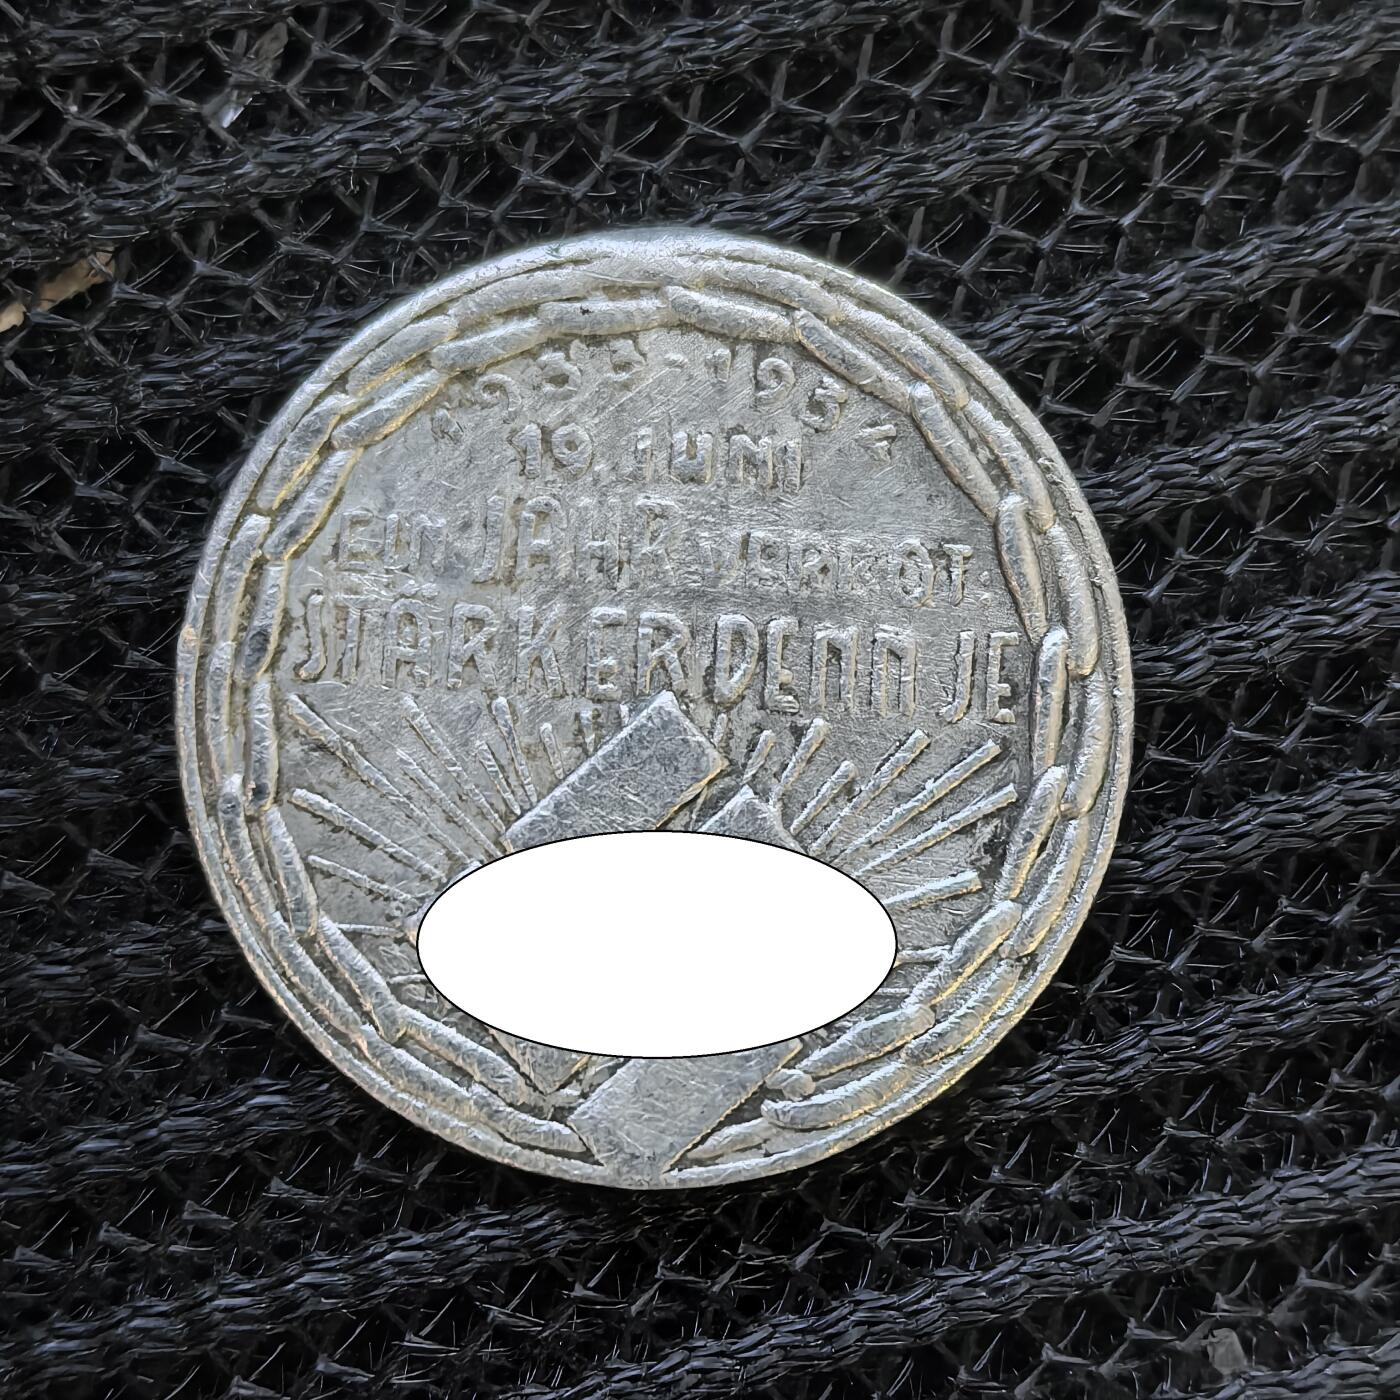 1933-1934
19. JUNI
EIN JAHR VERBOT:
STÄRKER DENN JE